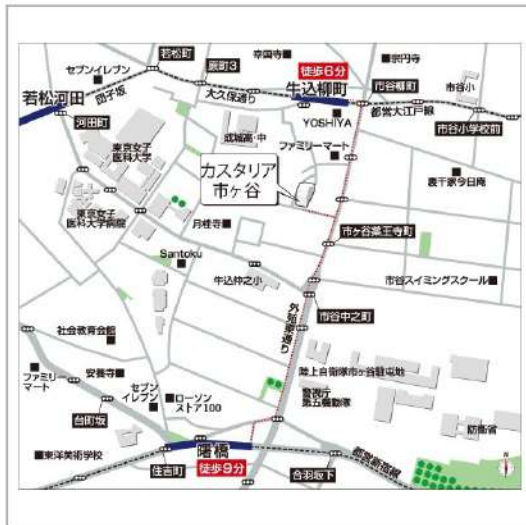 若松町
セブンイレブン
原町3
幸国寺
徒歩6分
宗円寺
若松河田
団子坂
大久保通り
牛込柳町
市谷柳町
市谷小
河田町
成城高・中
YOSHIYA
都営大江戸線
市谷小学校前
東京女子
医科大学
ファミリーマート
カスタリア
市ヶ谷
裏千家今日庵
東京女子
医科大学病院
月桂寺
市ヶ谷薬王寺町
Santoku
牛込仲之小
市谷スイミングスクール
市谷仲之町
外苑東通り
社会教育会館
陸上自衛隊市ヶ谷駐屯地
ファミリー
マート
安養寺
警視庁
第五機動隊
セブン
イレブン
ローソン
ストア100
台町坂
防衛省
東洋美術学校
住吉町
曙橋
徒歩9分
合羽坂下
都営新宿線